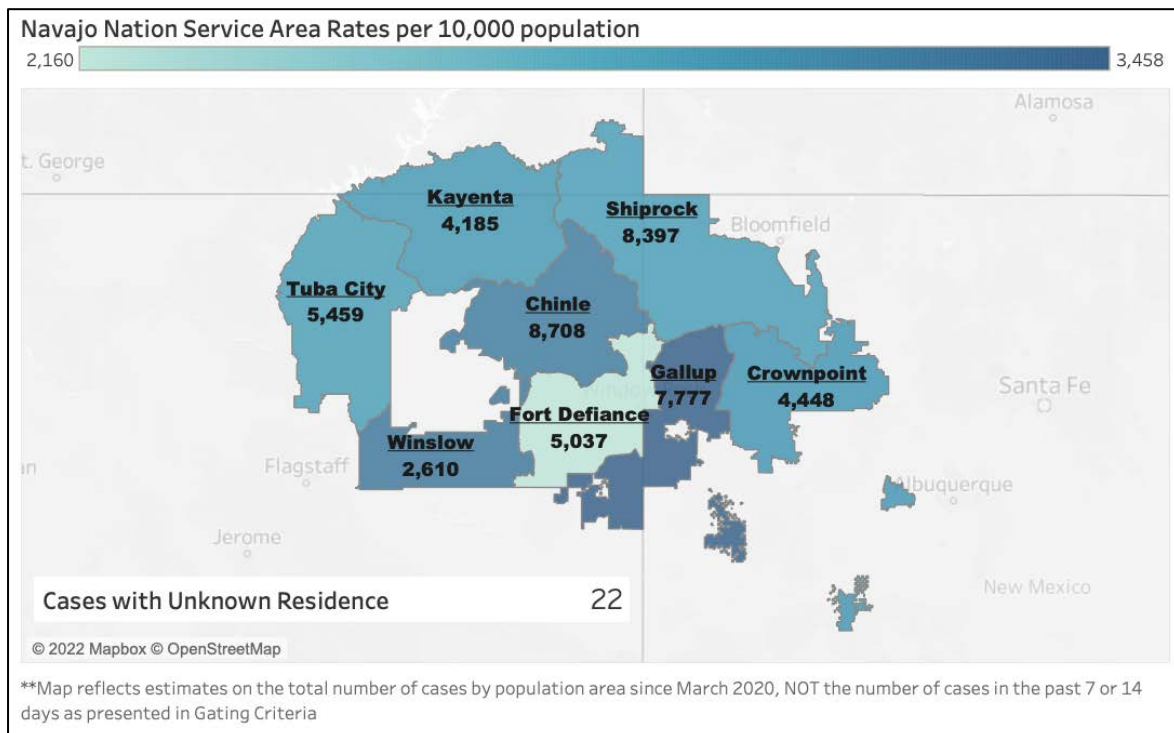 Navajo Nation Service Area Rates per 10,000 population
2,160
3,458
Alamosa
t. George
Kayenta
4,185
Shiprock
8,397
Bloomfield
Tuba City
5,459
Chinle
8,708
Gallup
7,777
Crownpoint
4,448
Santa Fe
Fort Defiance
5,037
Winslow
2,610
Flagstaff
an
Albuquerque
Jerome
New Mexico
Cases with Unknown Residence 22
© 2022 Mapbox © OpenStreetMap
**Map reflects estimates on the total number of cases by population area since March 2020, NOT the number of cases in the past 7 or 14
days as presented in Gating Criteria